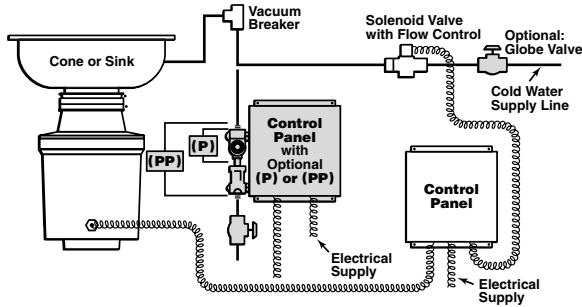 Vacuum
Breaker
Solenoid Valve
with Flow Control
Optional:
Globe Valve
Cone or Sink
Cold Water
Supply Line
(PP)
(P)
Control
Panel
with
Optional
(P) or (PP)
Control
Panel
Electrical
Supply
Electrical
Supply